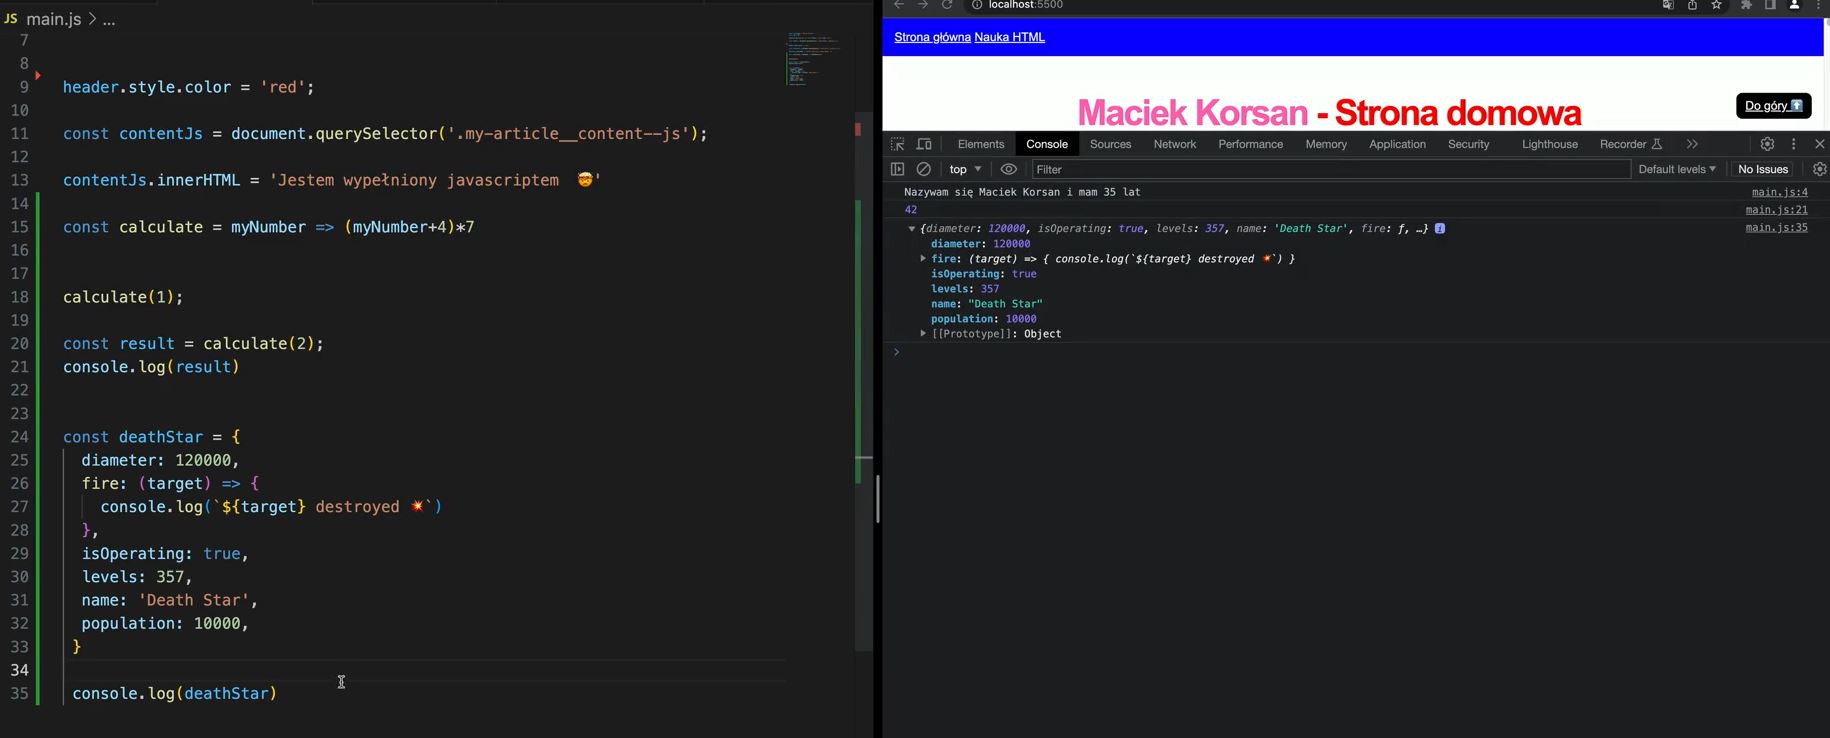 JS main.js > ...
7
8
9 header.style.color = 'red';
10
11 const contentJs = document.querySelector('.my-article__content--js');
12
13 contentJs.innerHTML = 'Jestem wypełniony javascriptem 🤯'
14
15 const calculate = myNumber => (myNumber+4)*7
16
17
18 calculate(1);
19
20 const result = calculate(2);
21 console.log(result)
22
23
24 const deathStar = {
25 diameter: 120000,
26 fire: (target) => {
27 console.log(`${target} destroyed 💥`)
28 },
29 isOperating: true,
30 levels: 357,
31 name: 'Death Star',
32 population: 10000,
33 }
34
35 console.log(deathStar)
localhost:5500
Strona główna Nauka HTML
Maciek Korsan - Strona domowa
Do góry ⬆️
Elements Console Sources Network Performance Memory Application Security Lighthouse Recorder
top Filter Default levels No Issues
Nazywam się Maciek Korsan i mam 35 lat main.js:4
42 main.js:21
{diameter: 120000, isOperating: true, levels: 357, name: 'Death Star', fire: ƒ, …} main.js:35
diameter: 120000
fire: (target) => { console.log(`${target} destroyed 💥`) }
isOperating: true
levels: 357
name: "Death Star"
population: 10000
[[Prototype]]: Object